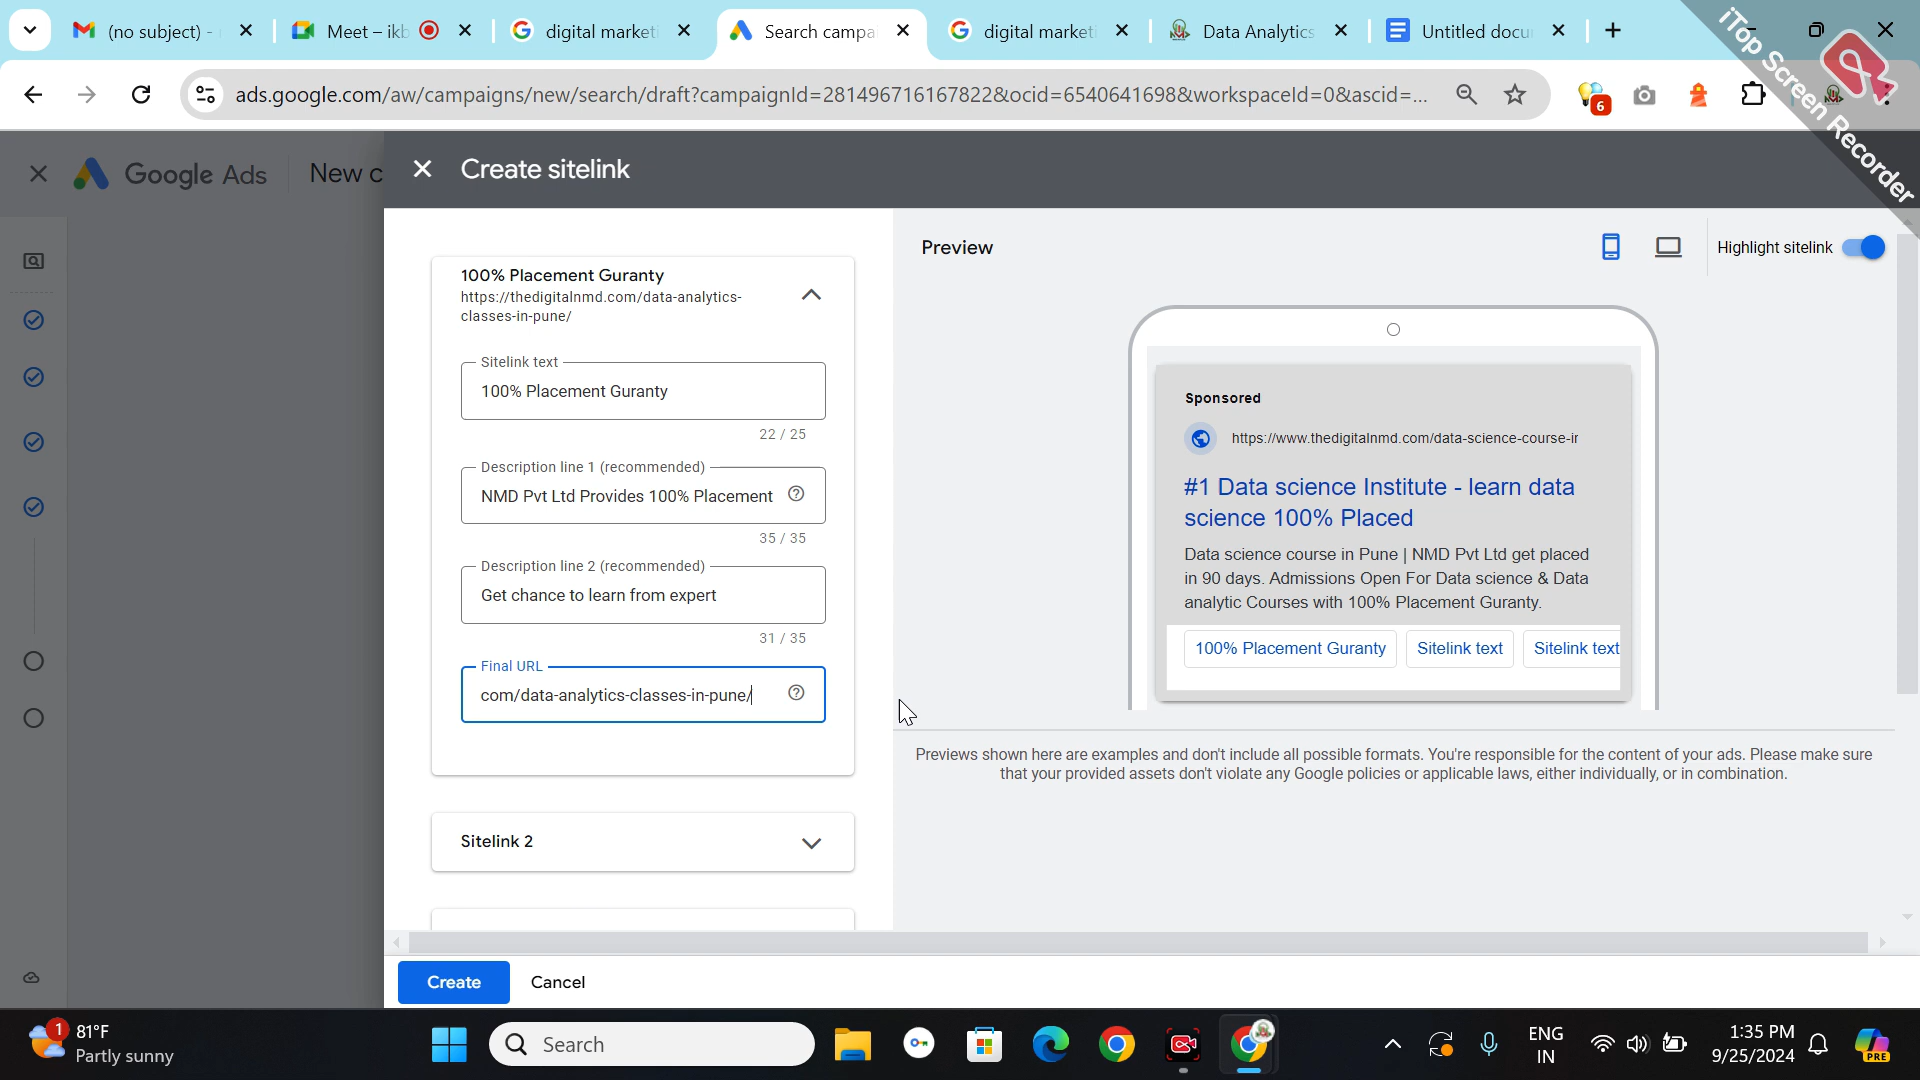 (no subject) -
Meet – ikb
digital market
Search campa
digital market
Data Analytics
Untitled docu
ads.google.com/aw/campaigns/new/search/draft?campaignId=281496716167822&ocid=6540641698&workspaceId=0&ascid=...
6
iTop Screen Recorder
Google Ads
New c
Create sitelink
100% Placement Guranty
https://thedigitalnmd.com/data-analytics-
classes-in-pune/
Sitelink text
100% Placement Guranty
22 / 25
Description line 1 (recommended)
NMD Pvt Ltd Provides 100% Placement
35 / 35
Description line 2 (recommended)
Get chance to learn from expert
31 / 35
Final URL
com/data-analytics-classes-in-pune/
Sitelink 2
Preview
Highlight sitelink
Sponsored
https://www.thedigitalnmd.com/data-science-course-ir
#1 Data science Institute - learn data
science 100% Placed
Data science course in Pune | NMD Pvt Ltd get placed
in 90 days. Admissions Open For Data science & Data
analytic Courses with 100% Placement Guranty.
100% Placement Guranty
Sitelink text
Sitelink text
Previews shown here are examples and don't include all possible formats. You're responsible for the content of your ads. Please make sure
that your provided assets don't violate any Google policies or applicable laws, either individually, or in combination.
Create
Cancel
1
81°F
Partly sunny
Search
ENG
IN
1:35 PM
9/25/2024
PRE